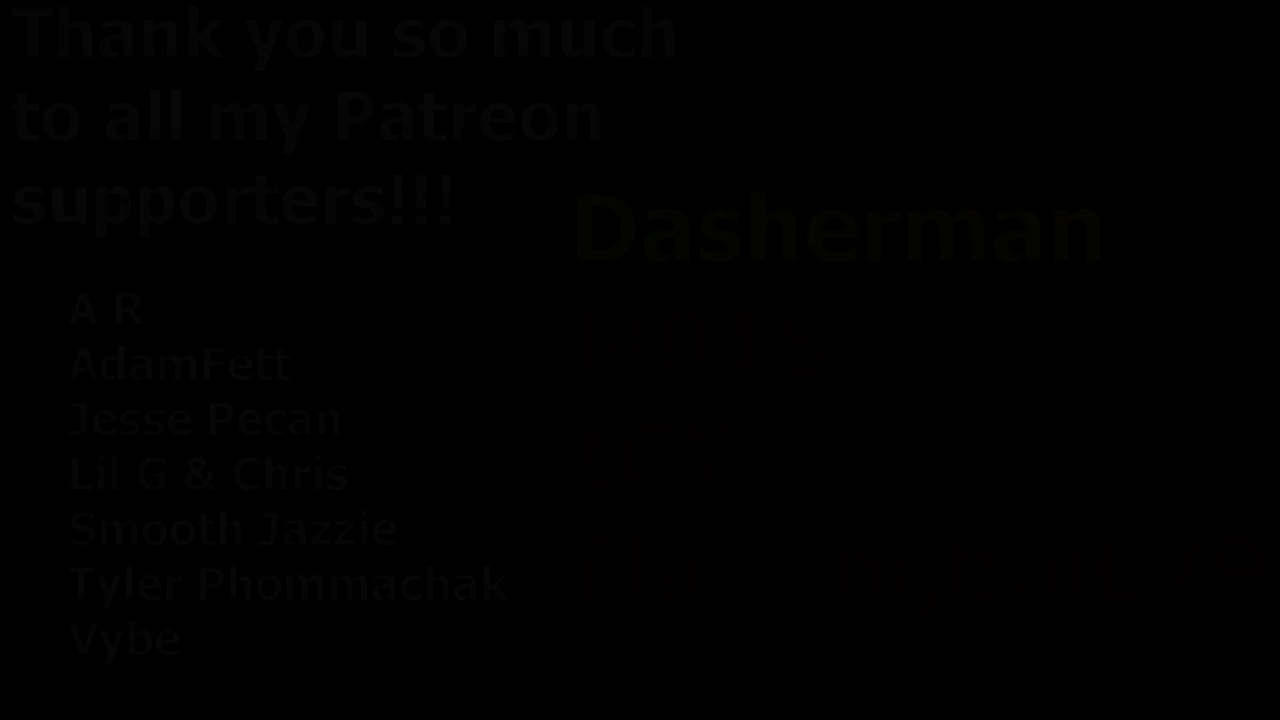 Thank you so much
to all my Patreon
supporters!!!
A R
AdamFett
Jesse Pecan
Lil G & Chris
Smooth Jazzie
Tyler Phommachak
Vybe
Dasherman